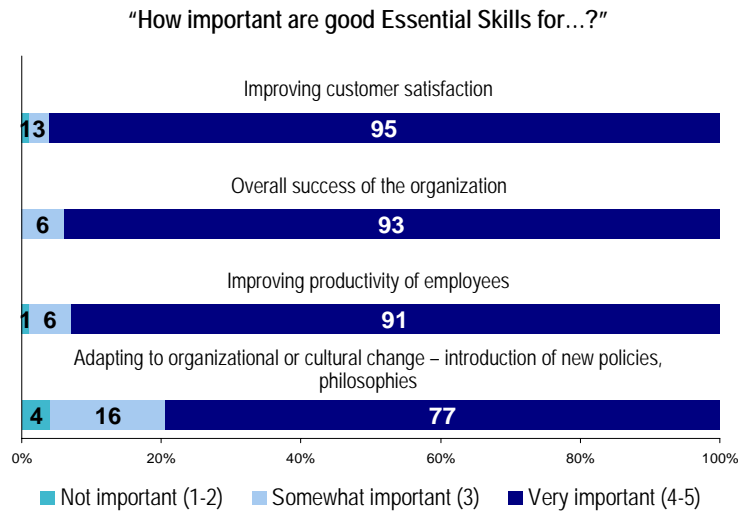 “How important are good Essential Skills for…?”
Improving customer satisfaction
1 3 95
Overall success of the organization
6 93
Improving productivity of employees
1 6 91
Adapting to organizational or cultural change – introduction of new policies,
philosophies
4 16 77
0% 20% 40% 60% 80% 100%
Not important (1-2) Somewhat important (3) Very important (4-5)